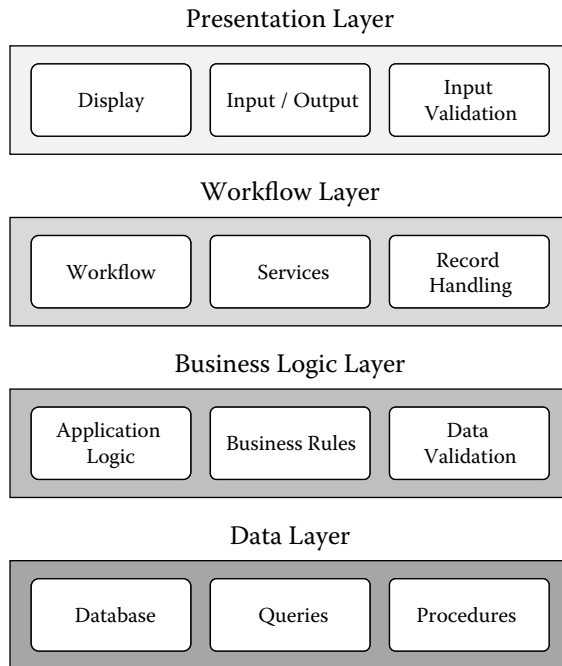 Presentation Layer
Display
Input / Output
Input
Validation
Workflow Layer
Workflow
Services
Record
Handling
Business Logic Layer
Application
Logic
Business Rules
Data
Validation
Data Layer
Database
Queries
Procedures